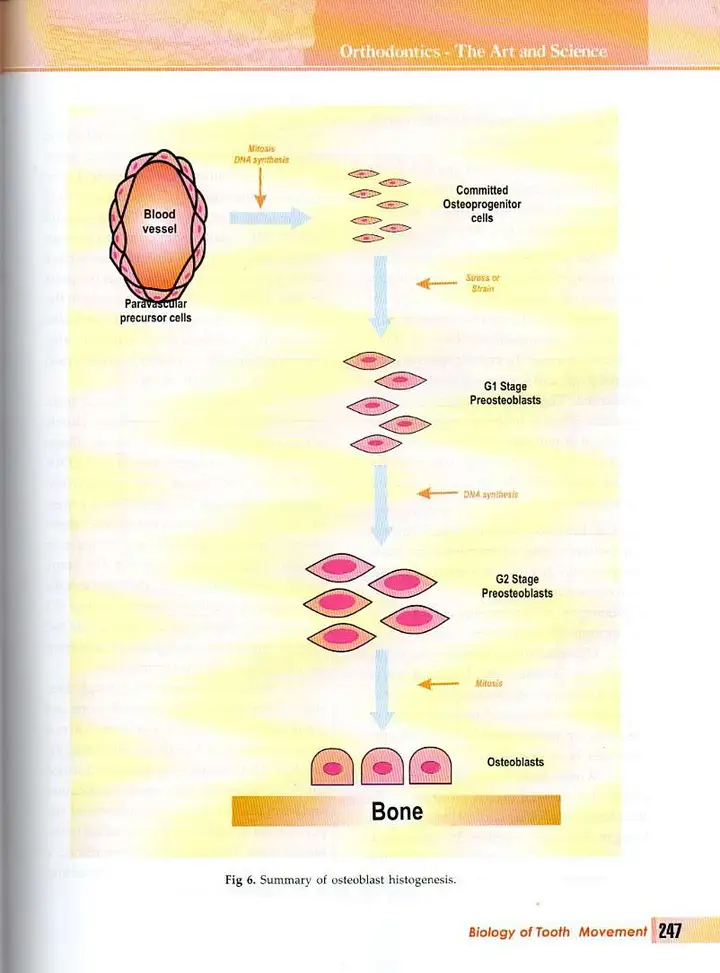 Orthodontics - The Art and Science
Mitosis
DNA synthesis
Blood
vessel
Committed
Osteoprogenitor
cells
Stress or
Strain
Paravascular
precursor cells
G1 Stage
Preosteoblasts
DNA synthesis
G2 Stage
Preosteoblasts
Mitosis
Osteoblasts
Bone
Fig 6. Summary of osteoblast histogenesis.
Biology of Tooth Movement 247